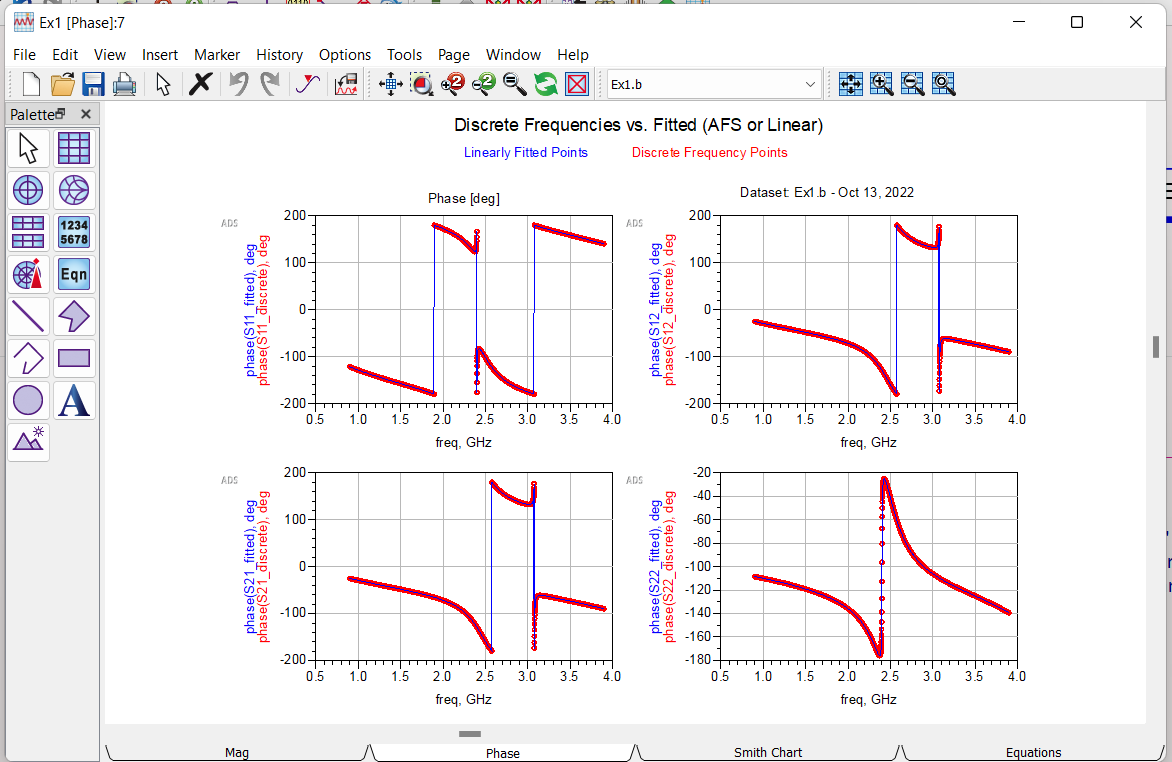 Ex1 [Phase]:7
File Edit View Insert Marker History Options Tools Page Window Help
Ex1.b
Palette
1234
5678
Eqn
A
Discrete Frequencies vs. Fitted (AFS or Linear)
Linearly Fitted Points Discrete Frequency Points
Phase [deg]
Dataset: Ex1.b - Oct 13, 2022
ADS
phase(S11_fitted), deg
phase(S11_discrete), deg
200
100
0
-100
-200
0.5 1.0 1.5 2.0 2.5 3.0 3.5 4.0
freq, GHz
ADS
phase(S12_fitted), deg
phase(S12_discrete), deg
200
100
0
-100
-200
0.5 1.0 1.5 2.0 2.5 3.0 3.5 4.0
freq, GHz
ADS
phase(S21_fitted), deg
phase(S21_discrete), deg
200
100
0
-100
-200
0.5 1.0 1.5 2.0 2.5 3.0 3.5 4.0
freq, GHz
ADS
phase(S22_fitted), deg
phase(S22_discrete), deg
-20
-40
-60
-80
-100
-120
-140
-160
-180
0.5 1.0 1.5 2.0 2.5 3.0 3.5 4.0
freq, GHz
Mag Phase Smith Chart Equations